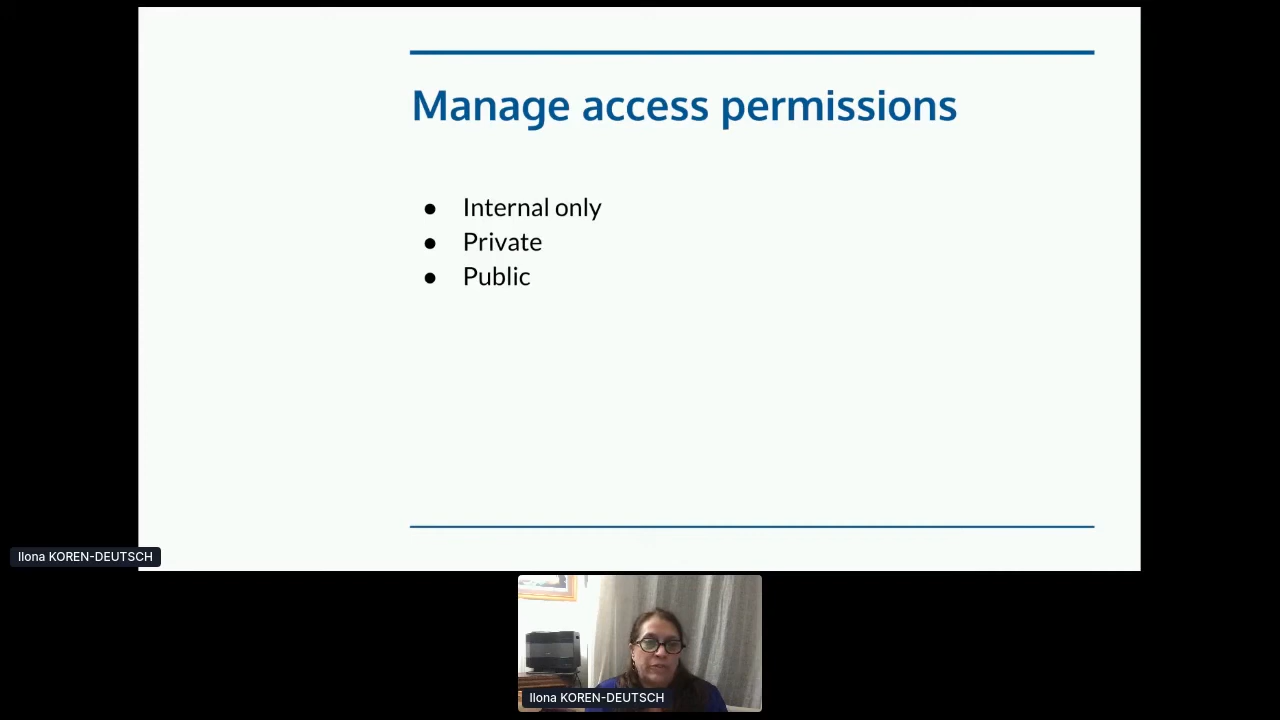 Manage access permissions
● Internal only
● Private
● Public
Ilona KOREN-DEUTSCH
Ilona KOREN-DEUTSCH